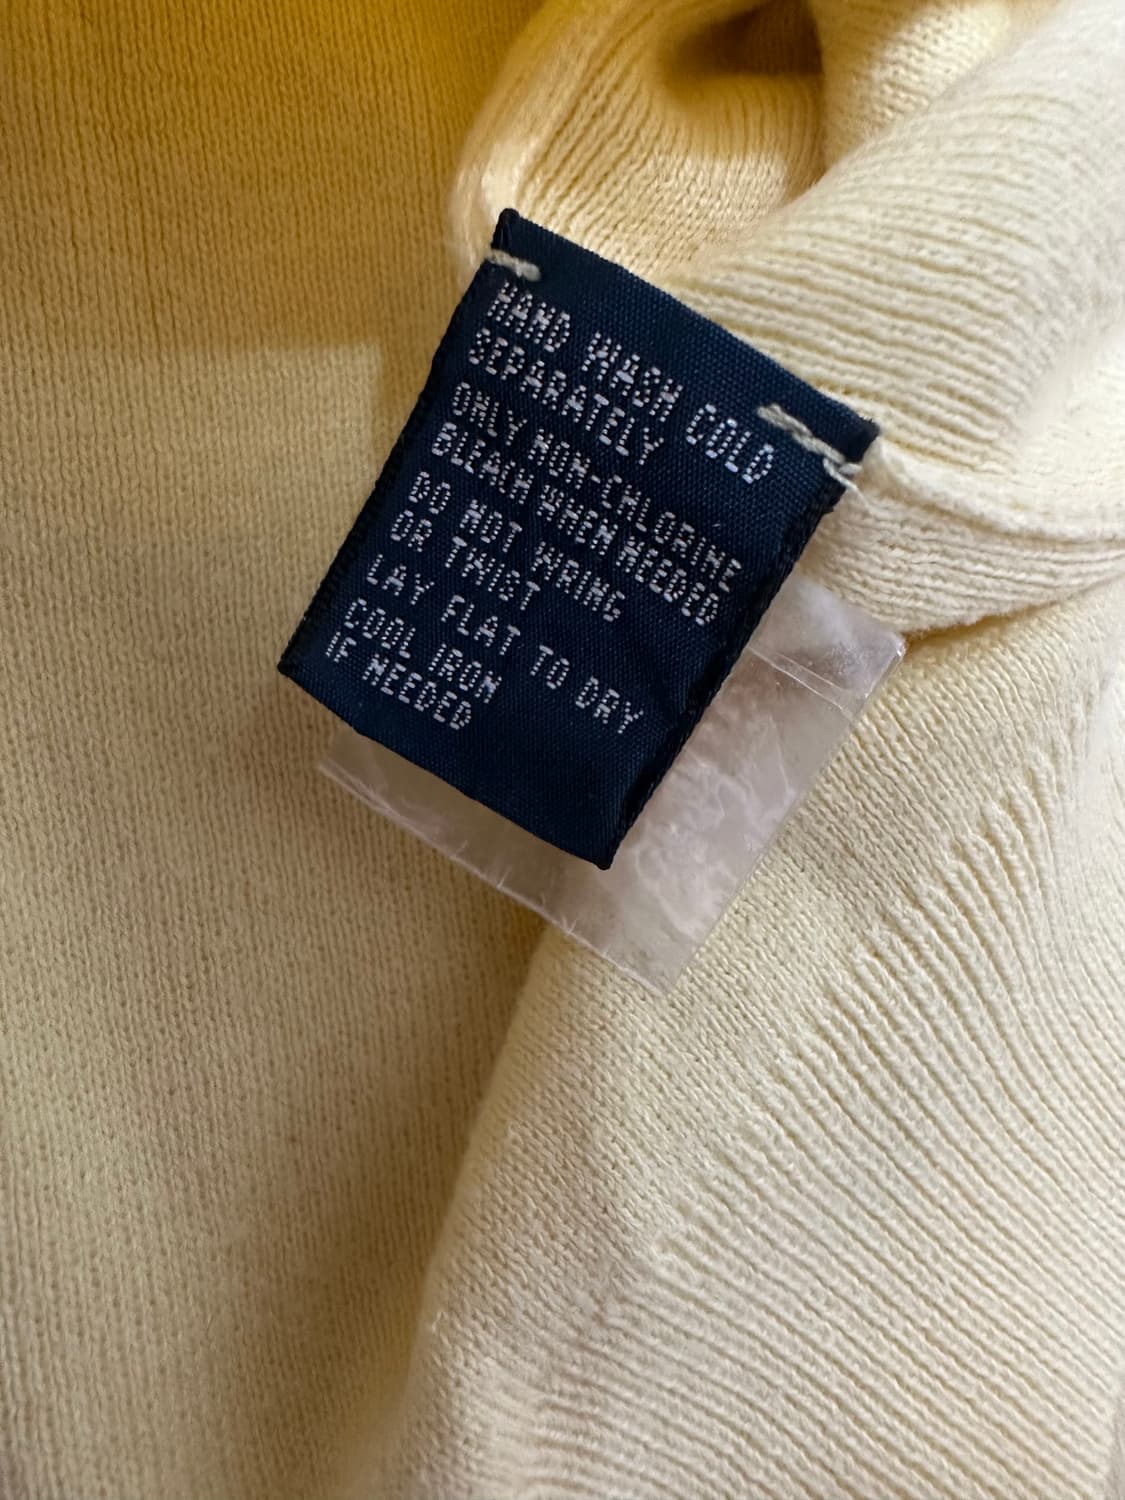 HAND WASH COLD
SEPARATELY
ONLY NON-CHLORINE
BLEACH WHEN NEEDED
DO NOT WRING
OR TWIST
LAY FLAT TO DRY
COOL IRON
IF NEEDED